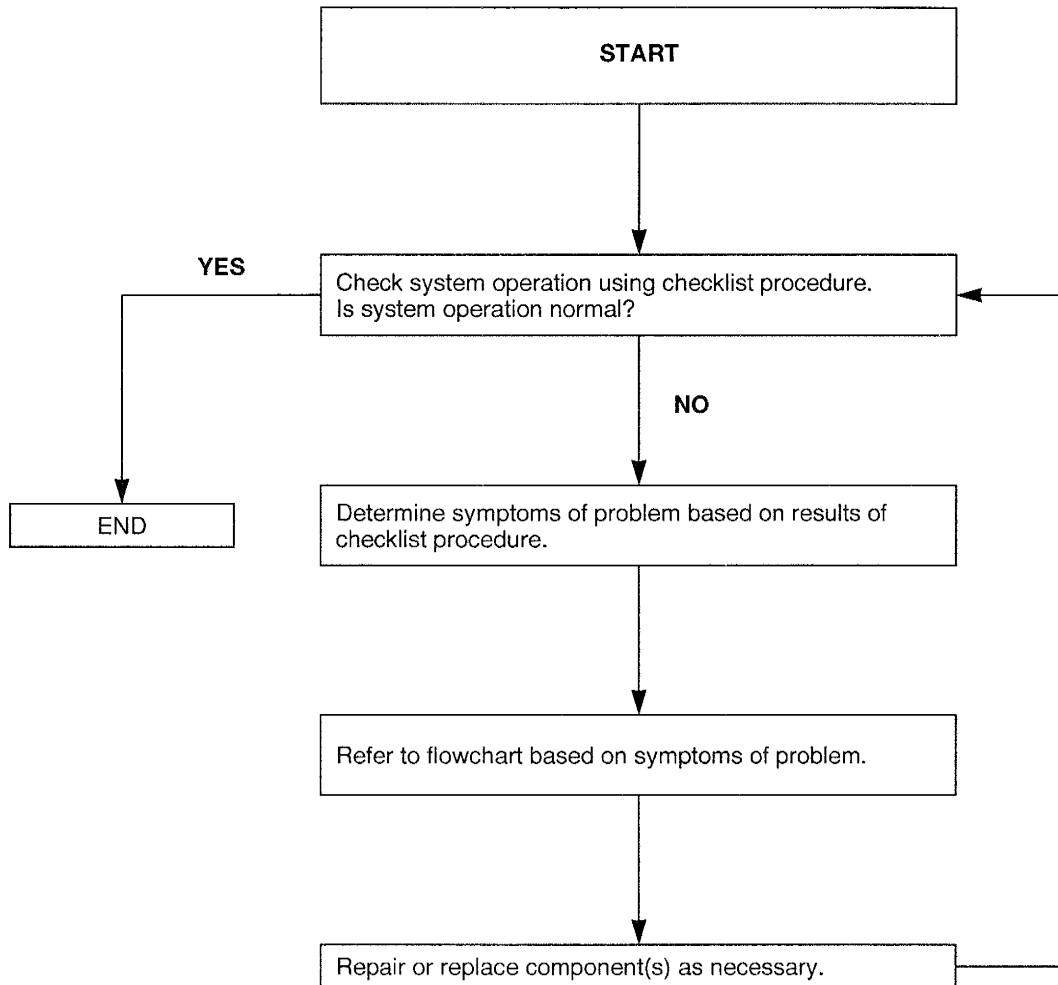 START
YES
Check system operation using checklist procedure.
Is system operation normal?
NO
END
Determine symptoms of problem based on results of
checklist procedure.
Refer to flowchart based on symptoms of problem.
Repair or replace component(s) as necessary.